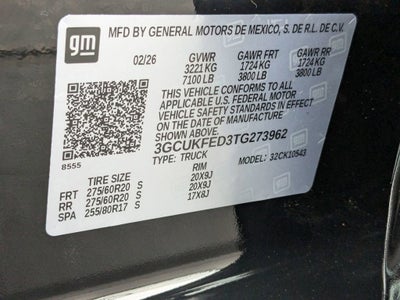 gm
MFD BY GENERAL MOTORS DE MEXICO, S. DE R.L. DE C.V.
02/26 GVWR GAWR FRT GAWR RR
3221 KG 1724 KG 1724 KG
7100 LB 3800 LB 3800 LB
THIS VEHICLE CONFORMS TO ALL
APPLICABLE U.S. FEDERAL MOTOR
VEHICLE SAFETY STANDARDS IN EFFECT
ON THE DATE OF MANUFACTURE
SHOWN ABOVE.
8555 3GCUKFED3TG273962
TYPE: TRUCK 32CK10543
TIRE SIZE RIM
FRT 275/60R20 S 20X9J
RR 275/60R20 S 20X9J
SPA 255/80R17 S 17X8J